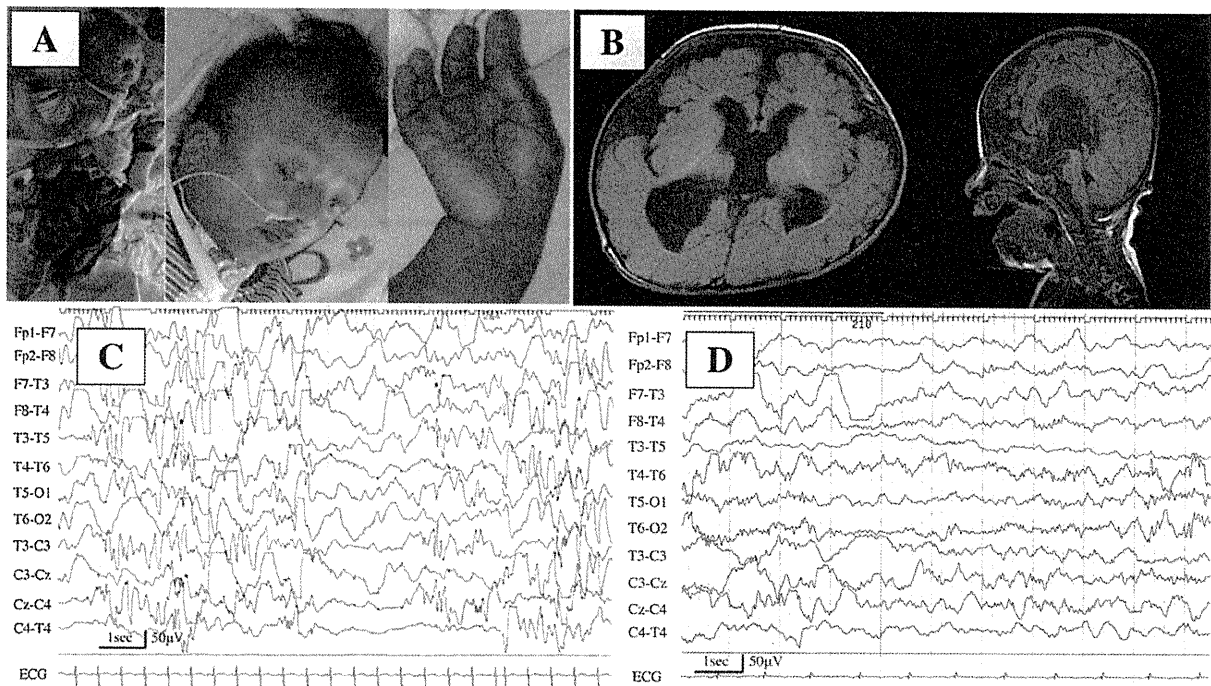 A
B
Fp1-F7
Fp2-F8
F7-T3
F8-T4
T3-T5
T4-T6
T5-O1
T6-O2
T3-C3
C3-Cz
Cz-C4
C4-T4
ECG
C
1sec 50μV
210
Fp1-F7
Fp2-F8
F7-T3
F8-T4
T3-T5
T4-T6
T5-O1
T6-O2
T3-C3
C3-Cz
Cz-C4
C4-T4
ECG
D
1sec 50μV